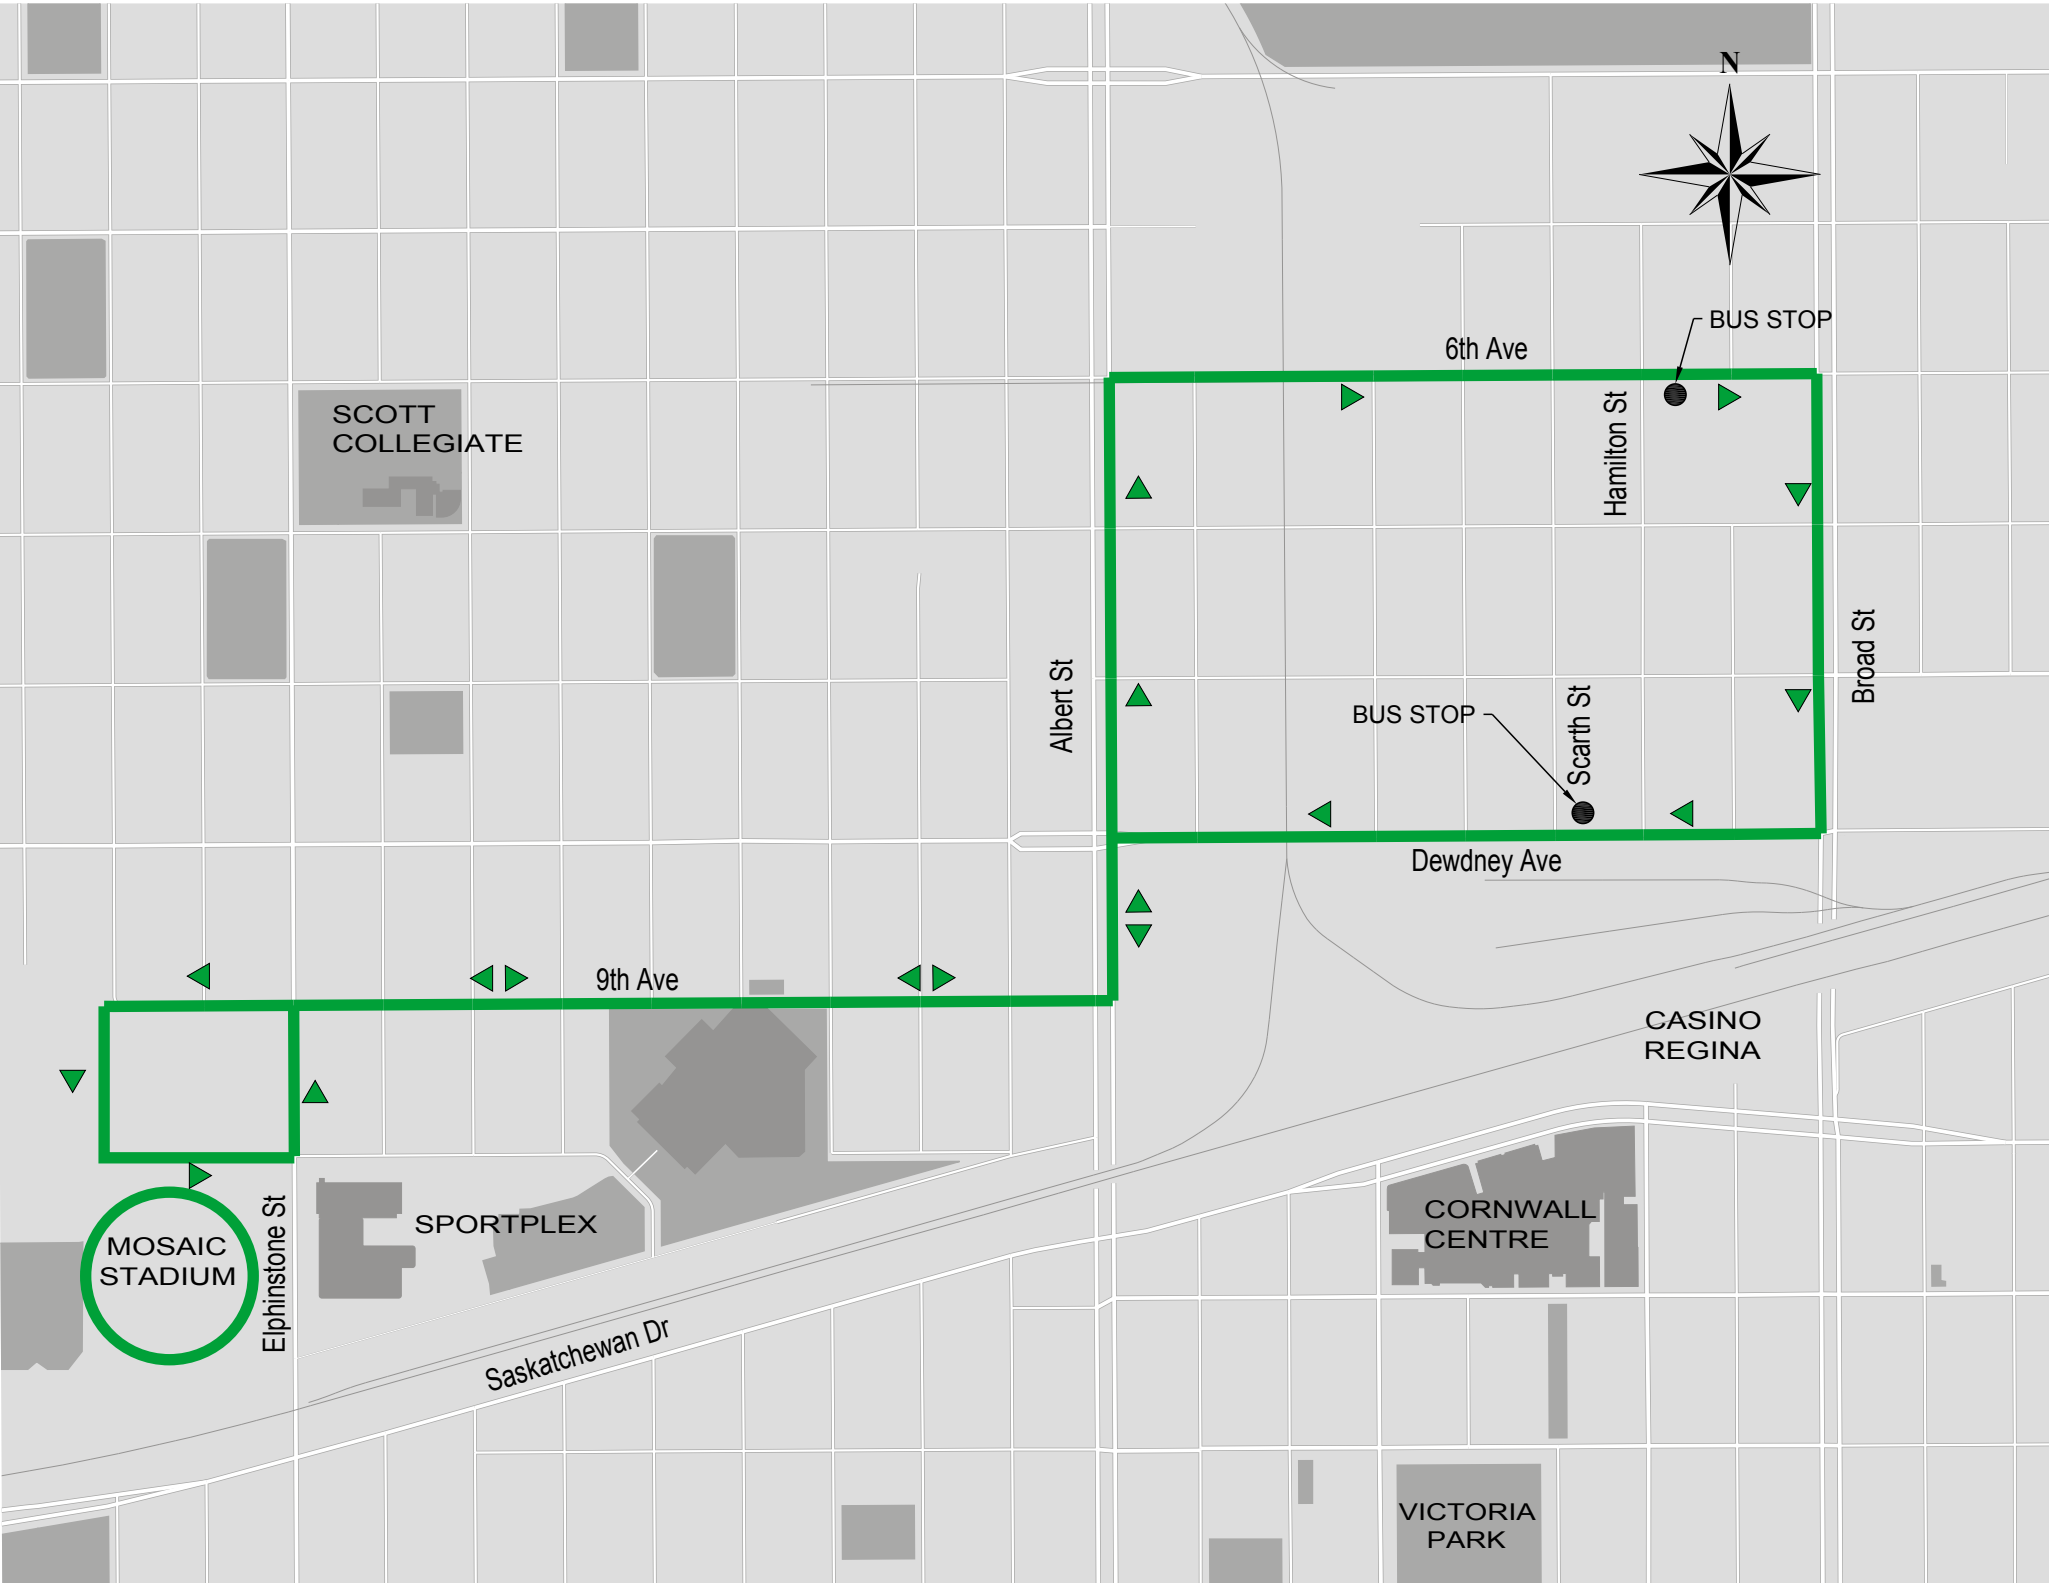 N
BUS STOP
6th Ave
Hamilton St
SCOTT
COLLEGIATE
Broad St
Albert St
Scarth St
BUS STOP
Dewdney Ave
9th Ave
CASINO
REGINA
Elphinstone St
SPORTPLEX
CORNWALL
CENTRE
MOSAIC
STADIUM
Saskatchewan Dr
VICTORIA
PARK